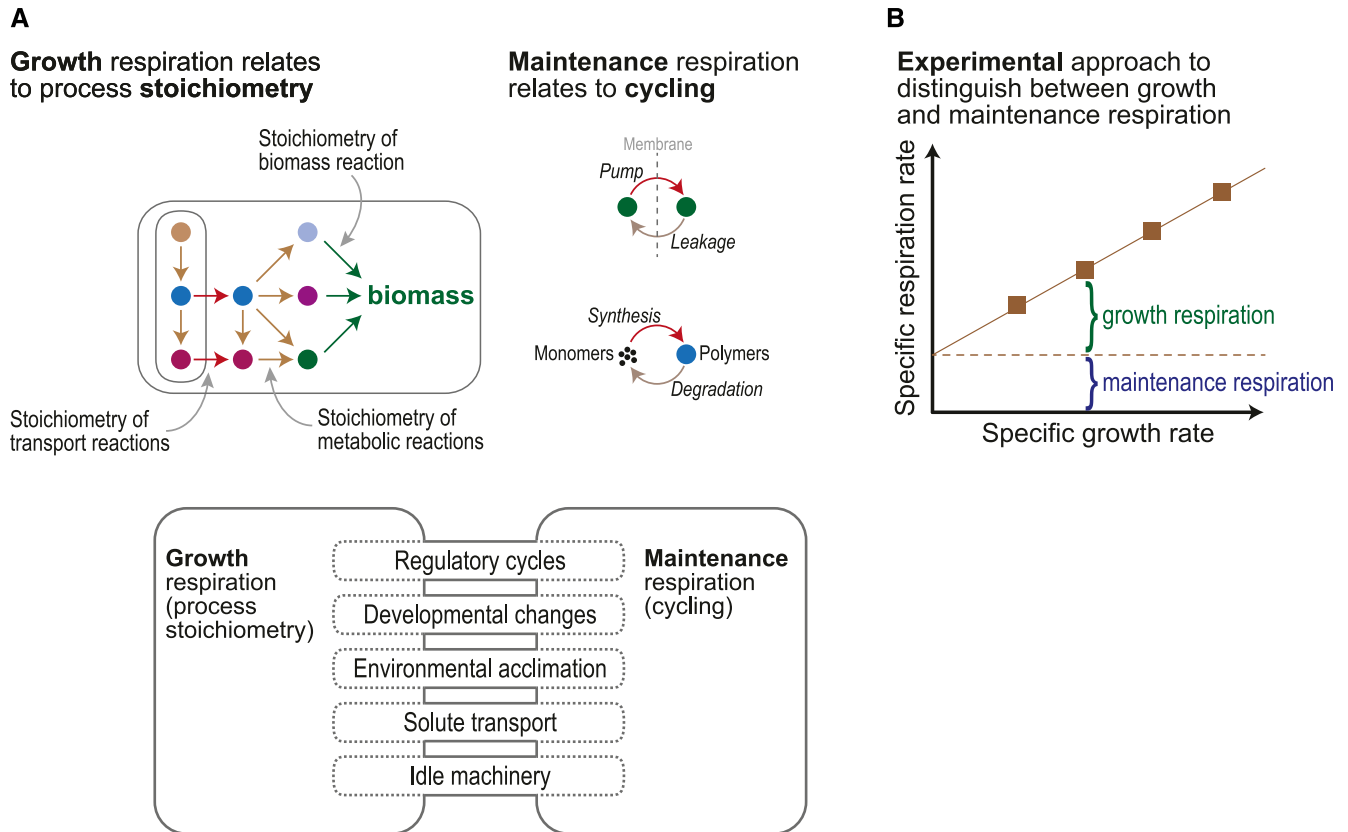 A
Growth respiration relates
to process stoichiometry
Stoichiometry of
biomass reaction
biomass
Stoichiometry of
transport reactions
Stoichiometry of
metabolic reactions
Maintenance respiration
relates to cycling
Membrane
Pump
Leakage
Synthesis
Monomers
Polymers
Degradation
Growth
respiration
(process
stoichiometry)
Regulatory cycles
Developmental changes
Environmental acclimation
Solute transport
Idle machinery
Maintenance
respiration
(cycling)
B
Experimental approach to
distinguish between growth
and maintenance respiration
Specific respiration rate
growth respiration
maintenance respiration
Specific growth rate